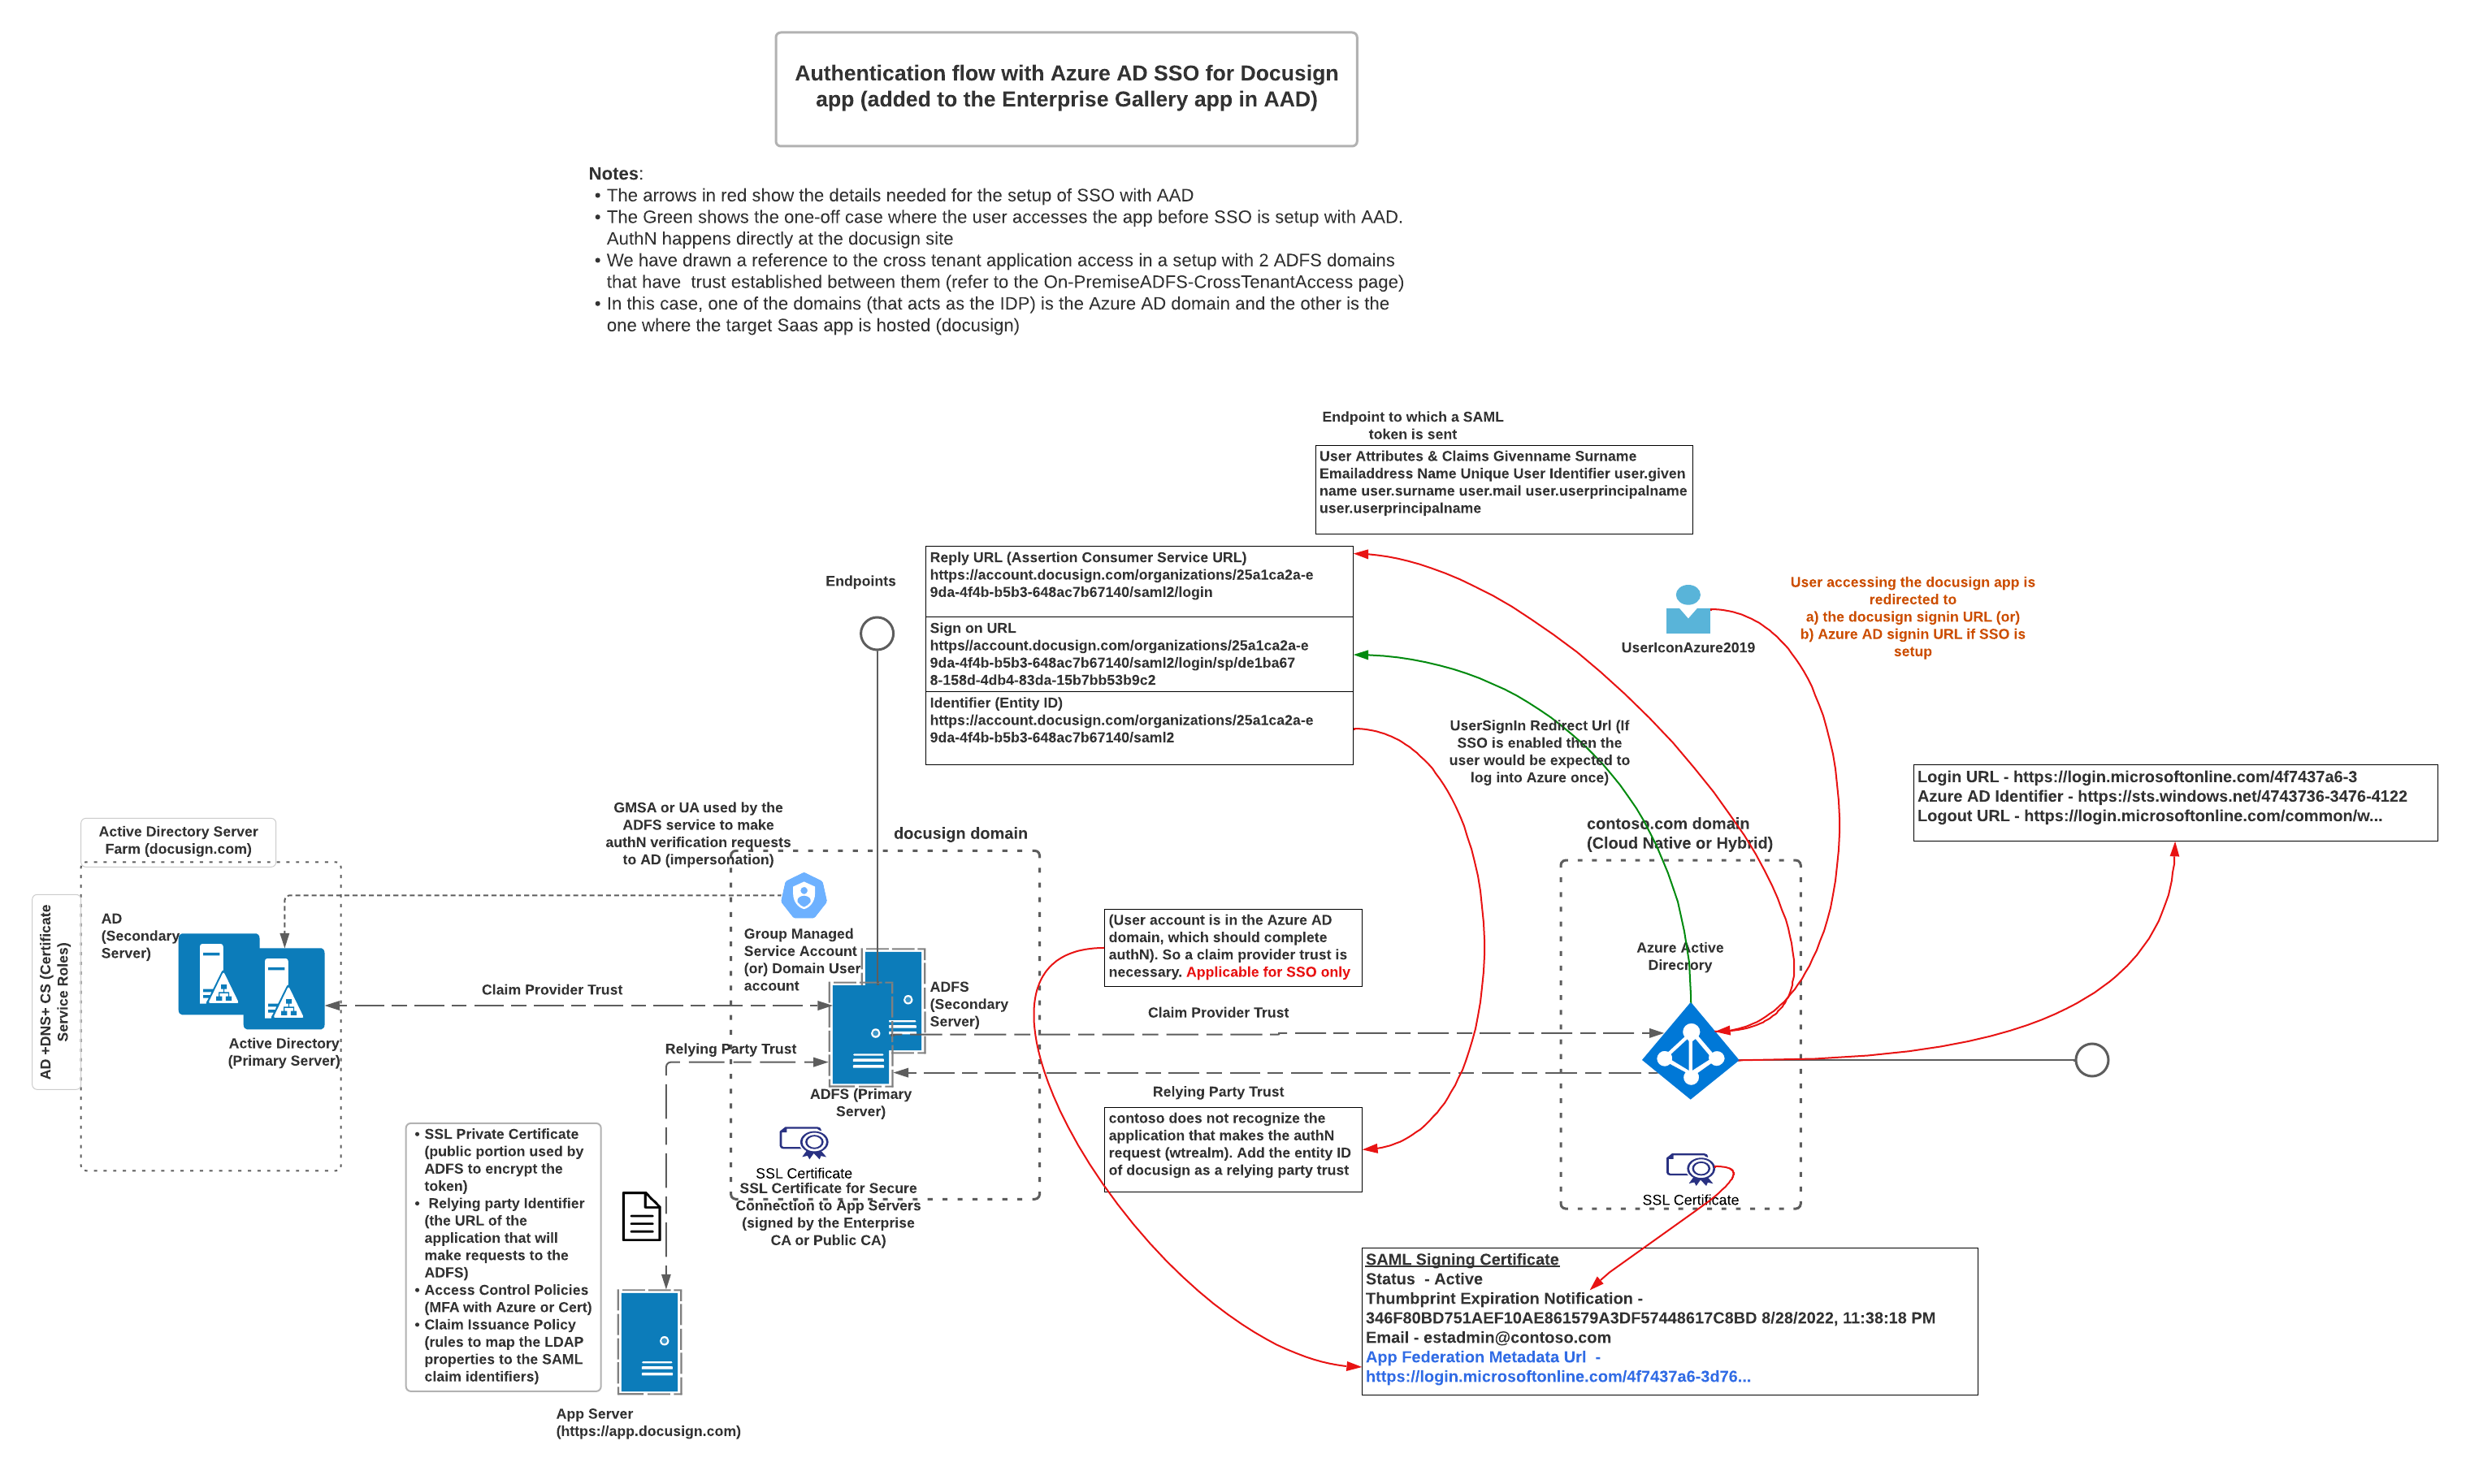 Authentication flow with Azure AD SSO for Docusign
app (added to the Enterprise Gallery app in AAD)
Notes:
• The arrows in red show the details needed for the setup of SSO with AAD
• The Green shows the one-off case where the user accesses the app before SSO is setup with AAD.
AuthN happens directly at the docusign site
• We have drawn a reference to the cross tenant application access in a setup with 2 ADFS domains
that have  trust established between them (refer to the On-PremiseADFS-CrossTenantAccess page)
• In this case, one of the domains (that acts as the IDP) is the Azure AD domain and the other is the
one where the target Saas app is hosted (docusign)
Endpoint to which a SAML
token is sent
User Attributes & Claims Givenname Surname
Emailaddress Name Unique User Identifier user.given
name user.surname user.mail user.userprincipalname
user.userprincipalname
Endpoints
Reply URL (Assertion Consumer Service URL)
https://account.docusign.com/organizations/25a1ca2a-e
9da-4f4b-b5b3-648ac7b67140/saml2/login
Sign on URL
https//account.docusign.com/organizations/25a1ca2a-e
9da-4f4b-b5b3-648ac7b67140/saml2/login/sp/de1ba67
8-158d-4db4-83da-15b7bb53b9c2
Identifier (Entity ID)
https://account.docusign.com/organizations/25a1ca2a-e
9da-4f4b-b5b3-648ac7b67140/saml2
UserIconAzure2019
User accessing the docusign app is
redirected to
a) the docusign signin URL (or)
b) Azure AD signin URL if SSO is
setup
UserSignIn Redirect Url (If
SSO is enabled then the
user would be expected to
log into Azure once)
Login URL - https://login.microsoftonline.com/4f7437a6-3
Azure AD Identifier - https://sts.windows.net/4743736-3476-4122
Logout URL - https://login.microsoftonline.com/common/w...
GMSA or UA used by the
ADFS service to make
authN verification requests
to AD (impersonation)
docusign domain
contoso.com domain
(Cloud Native or Hybrid)
Active Directory Server
Farm (docusign.com)
AD +DNS+ CS (Certificate
Service Roles)
AD
(Secondary
Server)
Active Directory
(Primary Server)
Claim Provider Trust
Group Managed
Service Account
(or) Domain User
account
ADFS
(Secondary
Server)
Relying Party Trust
ADFS (Primary
Server)
(User account is in the Azure AD
domain, which should complete
authN). So a claim provider trust is
necessary. Applicable for SSO only
Claim Provider Trust
Azure Active
Direcrory
Relying Party Trust
contoso does not recognize the
application that makes the authN
request (wtrealm). Add the entity ID
of docusign as a relying party trust
SSL Certificate
SSL Certificate for Secure
Connection to App Servers
(signed by the Enterprise
CA or Public CA)
SSL Certificate
• SSL Private Certificate
(public portion used by
ADFS to encrypt the
token)
•  Relying party Identifier
(the URL of the
application that will
make requests to the
ADFS)
• Access Control Policies
(MFA with Azure or Cert)
• Claim Issuance Policy
(rules to map the LDAP
properties to the SAML
claim identifiers)
App Server
(https://app.docusign.com)
SAML Signing Certificate
Status  - Active
Thumbprint Expiration Notification -
346F80BD751AEF10AE861579A3DF57448617C8BD 8/28/2022, 11:38:18 PM
Email - estadmin@contoso.com
App Federation Metadata Url  -
https://login.microsoftonline.com/4f7437a6-3d76...